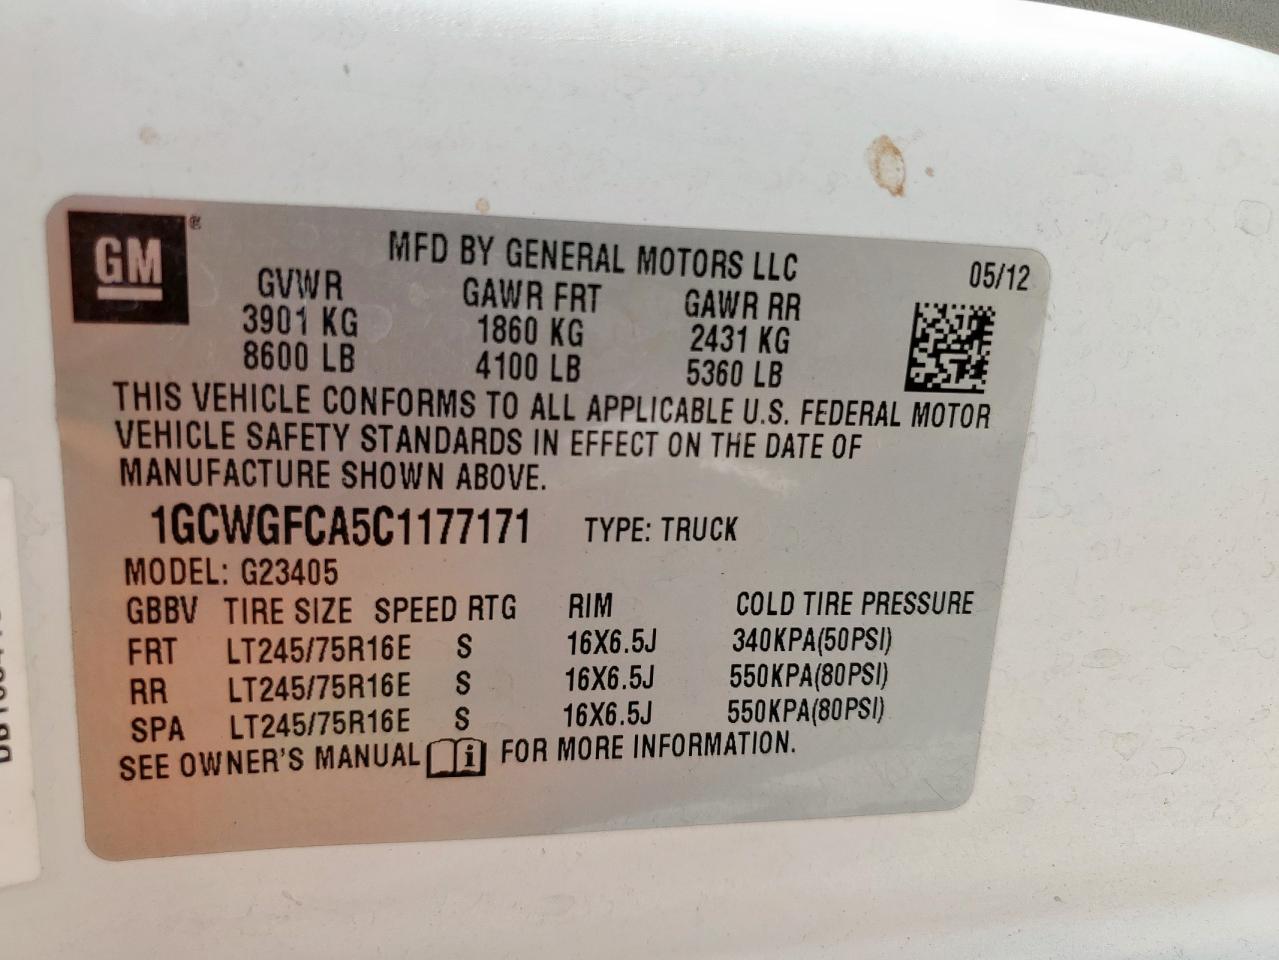 GM ®
MFD BY GENERAL MOTORS LLC 05/12
GVWR GAWR FRT GAWR RR
3901 KG 1860 KG 2431 KG
8600 LB 4100 LB 5360 LB
THIS VEHICLE CONFORMS TO ALL APPLICABLE U.S. FEDERAL MOTOR
VEHICLE SAFETY STANDARDS IN EFFECT ON THE DATE OF
MANUFACTURE SHOWN ABOVE.
1GCWGFCA5C1177171 TYPE: TRUCK
MODEL: G23405
GBBV TIRE SIZE SPEED RTG RIM COLD TIRE PRESSURE
FRT LT245/75R16E S 16X6.5J 340KPA(50PSI)
RR LT245/75R16E S 16X6.5J 550KPA(80PSI)
SPA LT245/75R16E S 16X6.5J 550KPA(80PSI)
SEE OWNER'S MANUAL i FOR MORE INFORMATION.